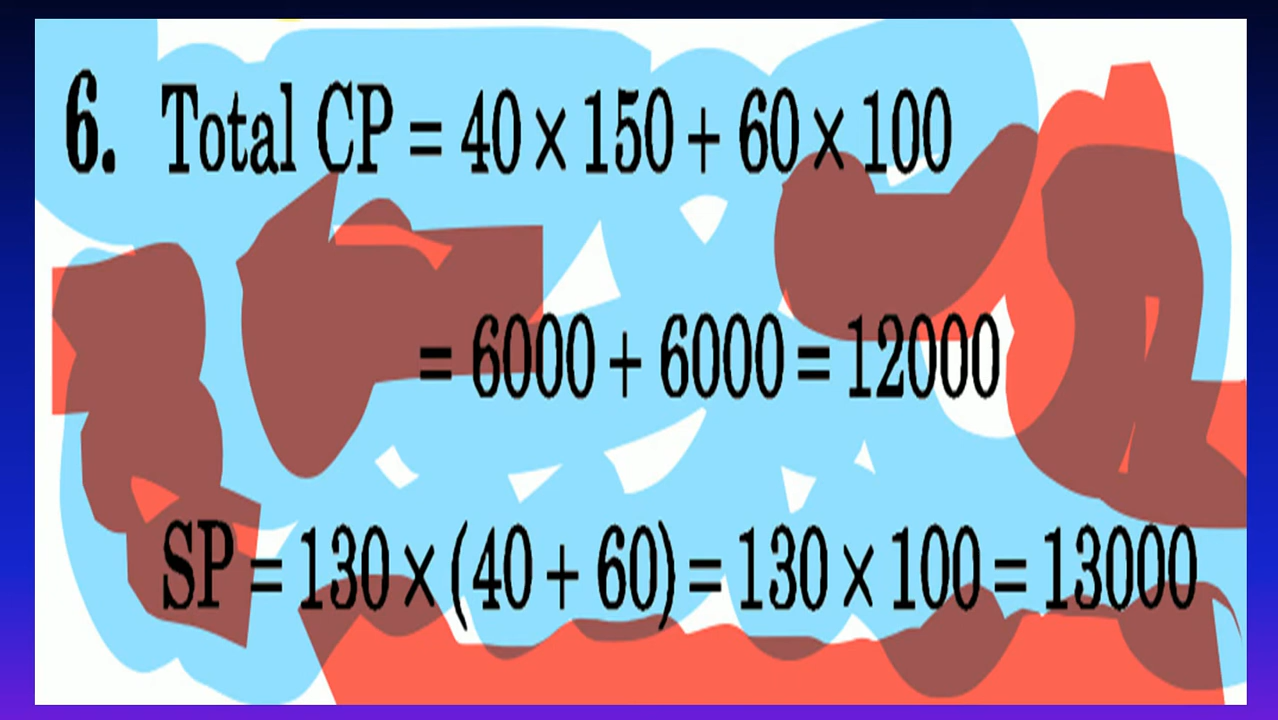 6. Total CP = 40 × 150 + 60 × 100
= 6000 + 6000 = 12000
SP = 130 × (40 + 60) = 130 × 100 = 13000